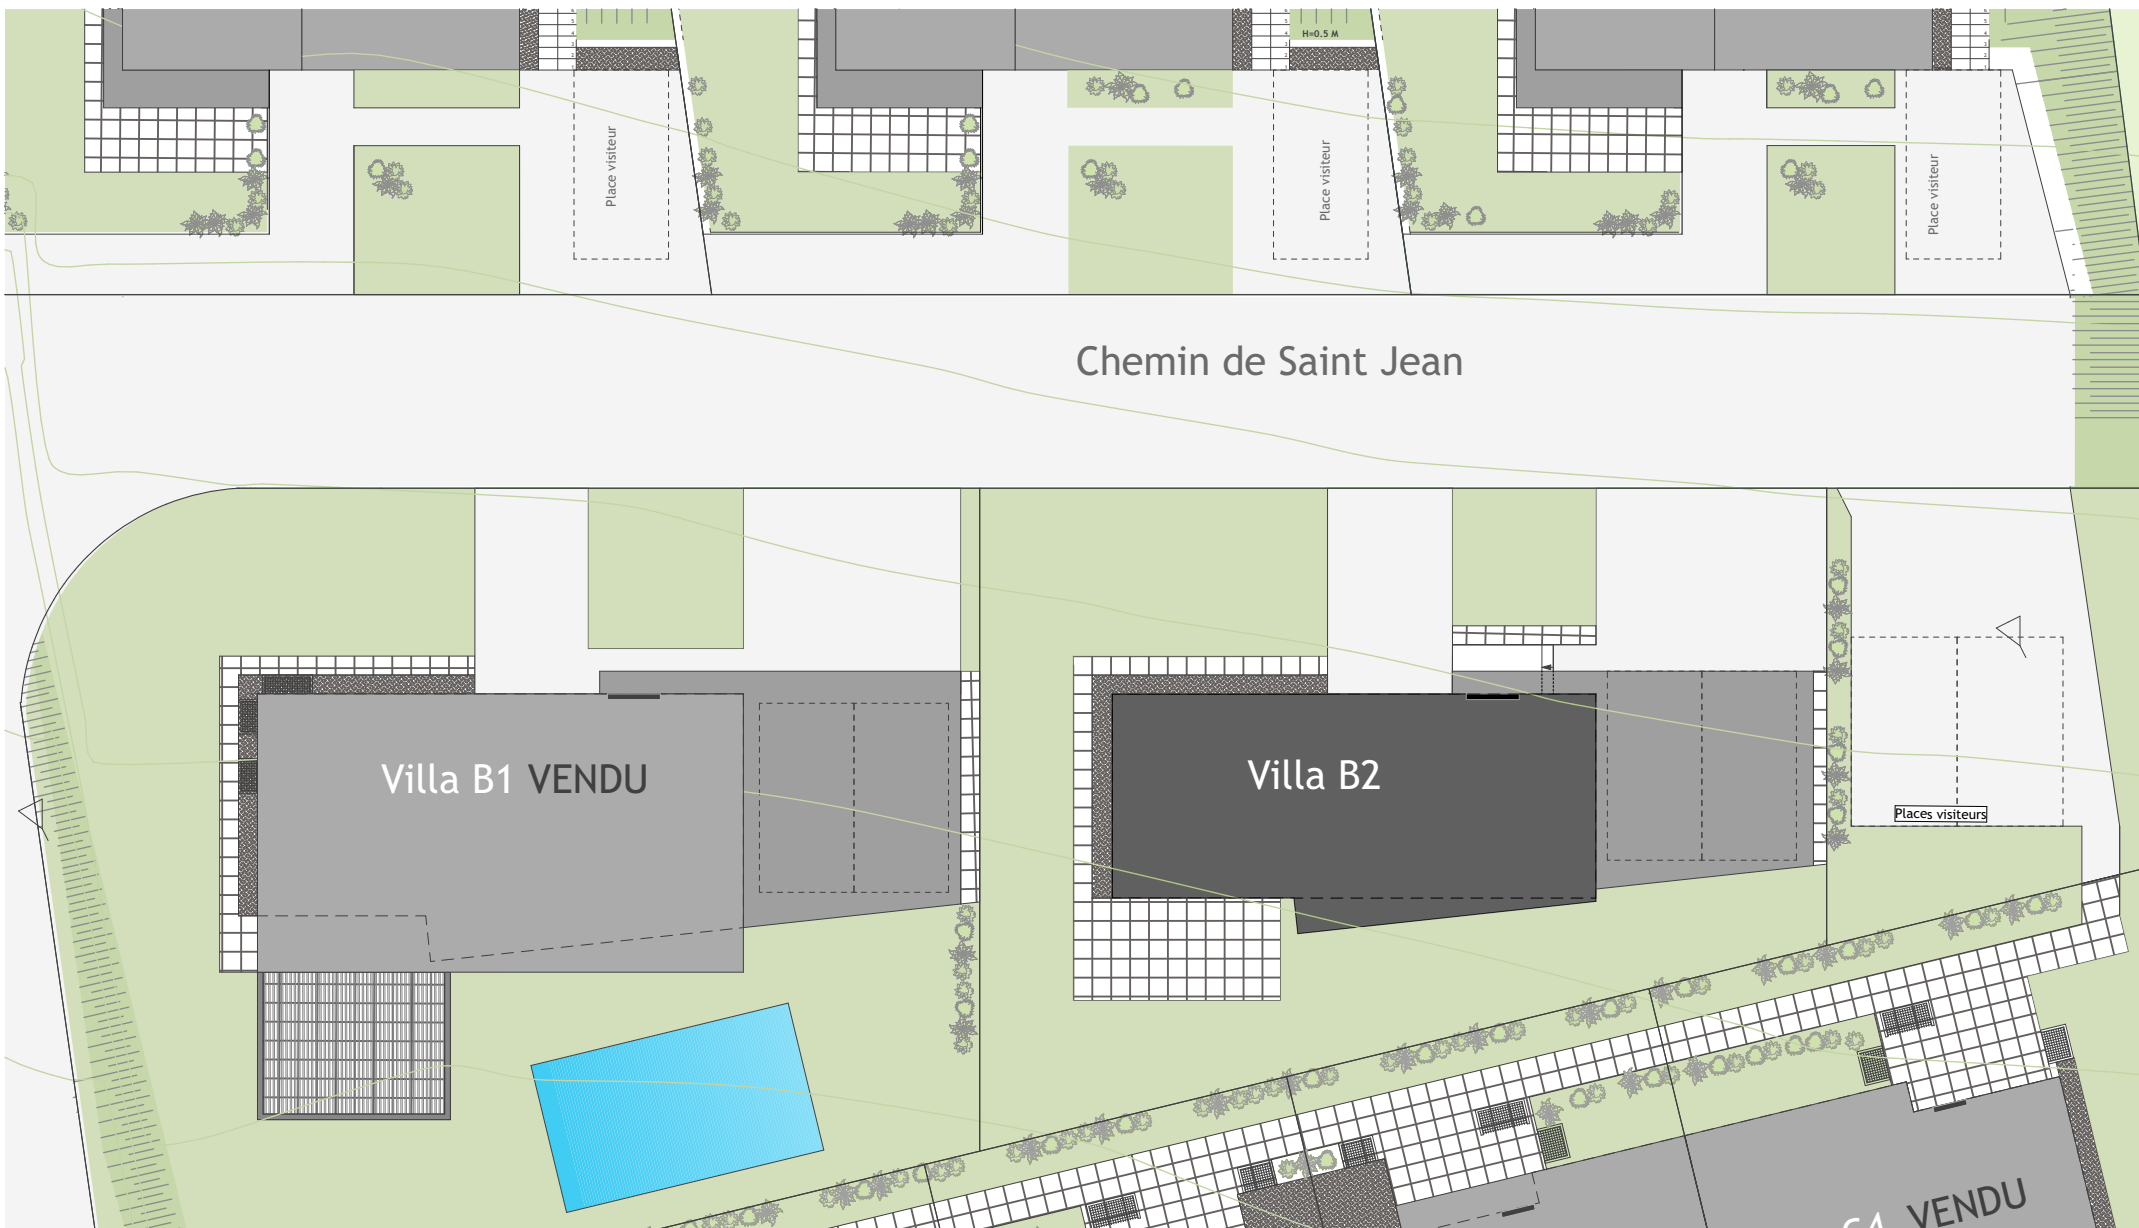 H=0.5 M
Place visiteur
Place visiteur
Place visiteur
Chemin de Saint Jean
Villa B1 VENDU
Villa B2
Places visiteurs
VENDU